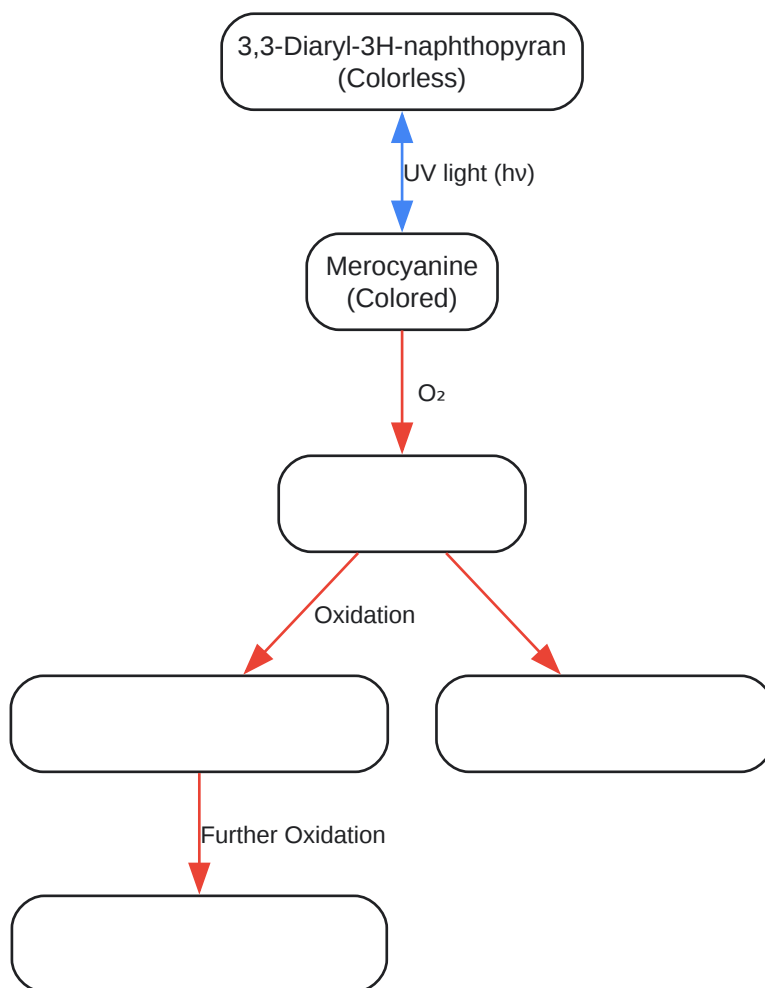 3,3-Diaryl-3H-naphthopyran
(Colorless)
UV light (hν)
Merocyanine
(Colored)
O₂
Oxidation
Further Oxidation